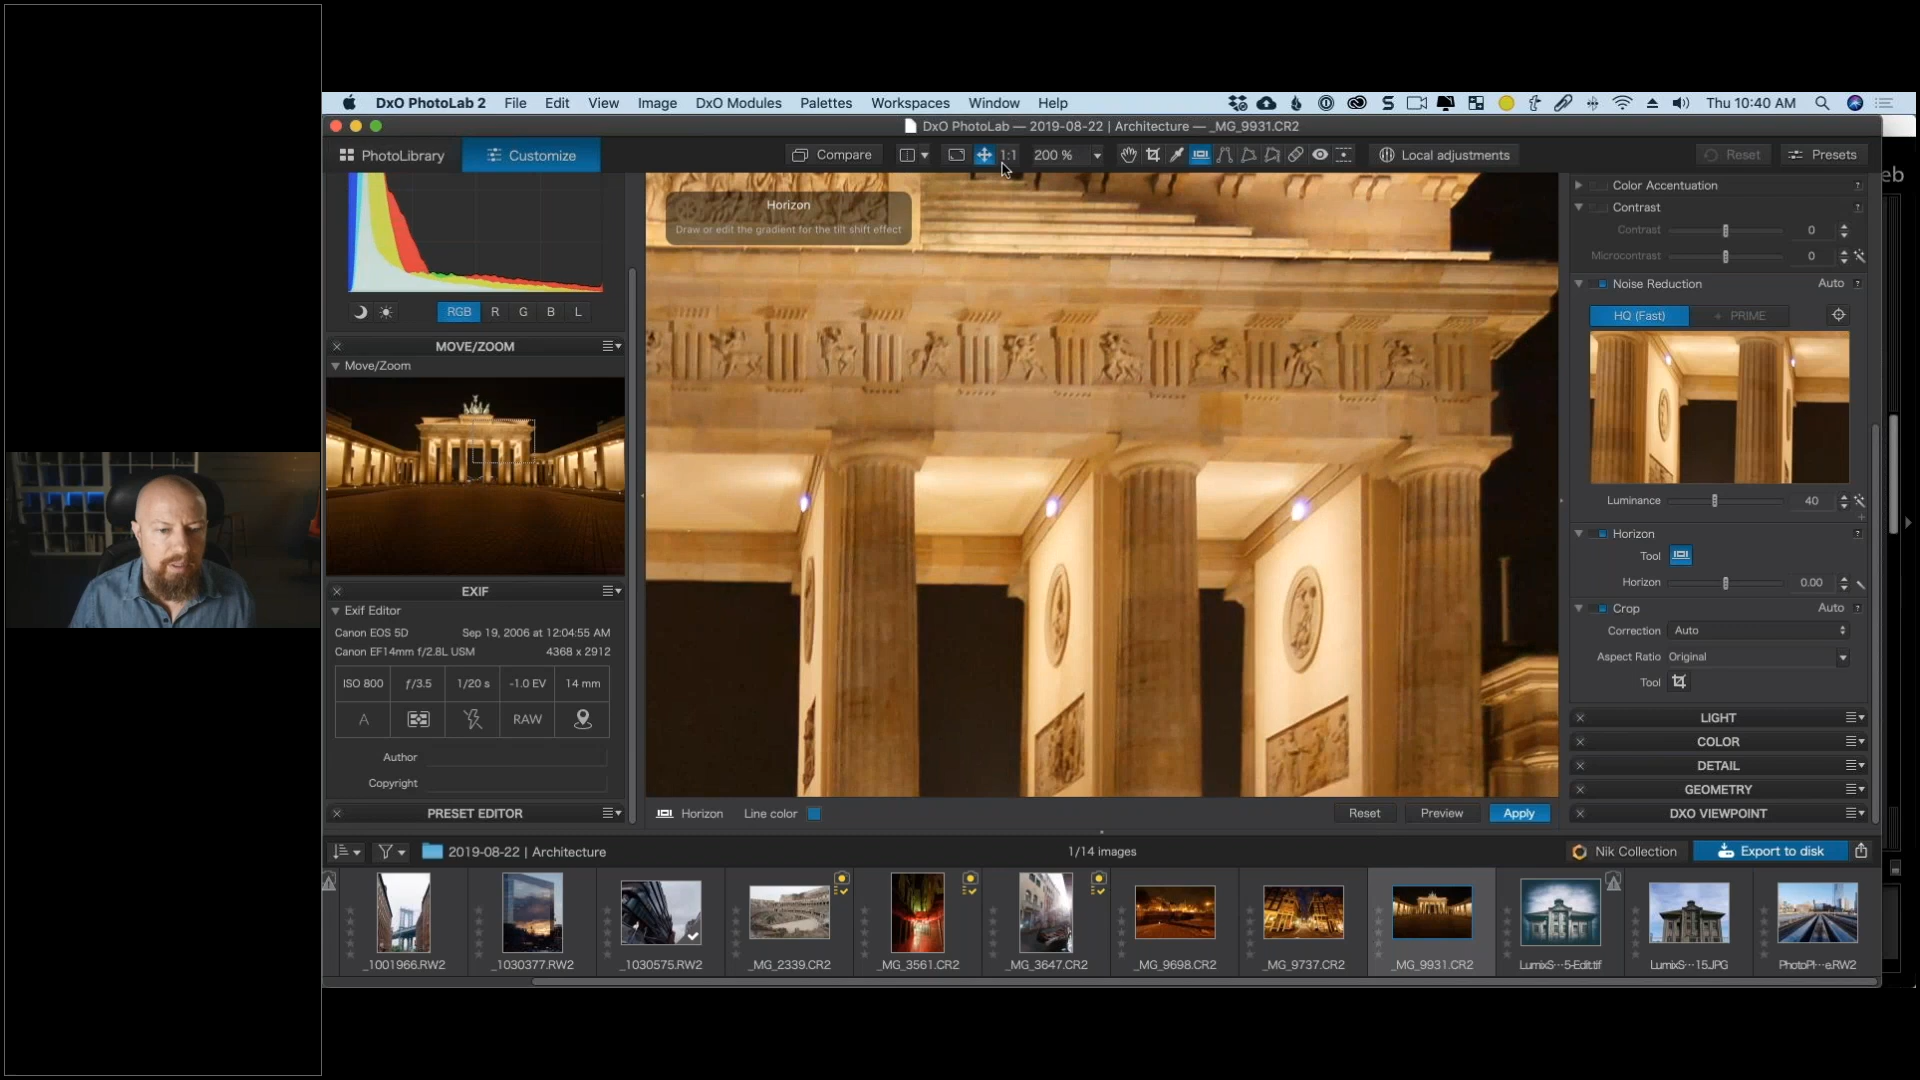 DxO PhotoLab 2 File Edit View Image DxO Modules Palettes Workspaces Window Help Thu 10:40 AM
DxO PhotoLab — 2019-08-22 | Architecture — _MG_9931.CR2
PhotoLibrary Customize Compare 1:1 200 % Local adjustments Reset Presets
eb
Horizon
Draw or edit the gradient for the tilt shift effect
RGB R G B L
MOVE/ZOOM
Move/Zoom
EXIF
Exif Editor
Canon EOS 5D Sep 19, 2006 at 12:04:55 AM
Canon EF14mm f/2.8L USM 4368 x 2912
ISO 800 ƒ/3.5 1/20 s -1.0 EV 14 mm
A RAW
Author
Copyright
PRESET EDITOR
Color Accentuation ?
Contrast ?
Contrast 0
Microcontrast 0
Noise Reduction Auto ?
HQ (Fast) + PRIME
Luminance 40
Horizon ?
Tool
Horizon 0.00
Crop Auto ?
Correction Auto
Aspect Ratio Original
Tool
LIGHT
COLOR
DETAIL
GEOMETRY
DXO VIEWPOINT
Horizon Line color Reset Preview Apply
2019-08-22 | Architecture 1/14 images Nik Collection Export to disk
_1001966.RW2 _1030377.RW2 _1030575.RW2 _MG_2339.CR2 _MG_3561.CR2 _MG_3647.CR2 _MG_9698.CR2 _MG_9737.CR2 _MG_9931.CR2 LumixS···5-Edit.tif LumixS···15.JPG PhotoPl···e.RW2